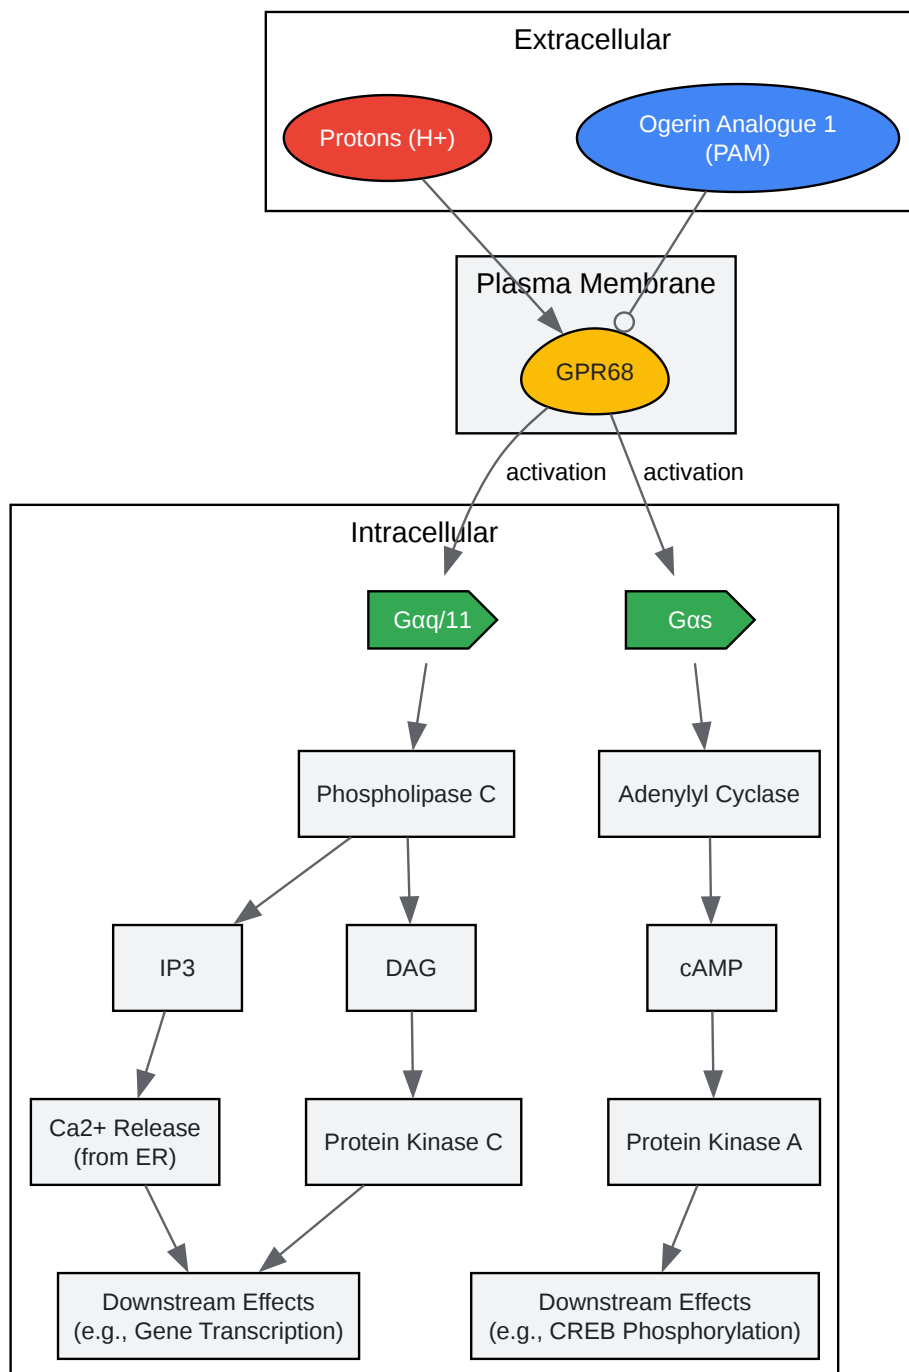 Extracellular
Protons (H+)
Ogerin Analogue 1
(PAM)
Plasma Membrane
GPR68
activation
activation
Intracellular
Gαq/11
Gαs
Phospholipase C
Adenylyl Cyclase
IP3
DAG
cAMP
Ca2+ Release
(from ER)
Protein Kinase C
Protein Kinase A
Downstream Effects
(e.g., Gene Transcription)
Downstream Effects
(e.g., CREB Phosphorylation)